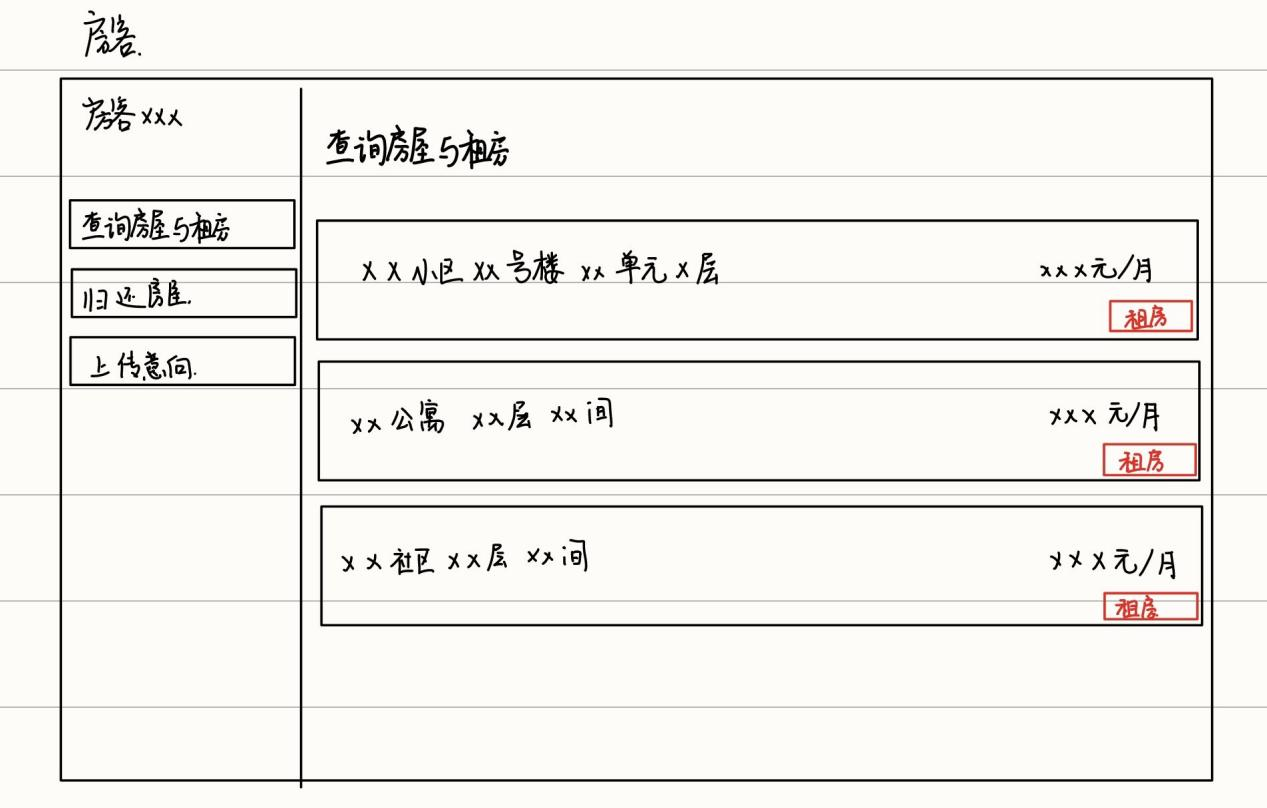 房客.
房客xxx
查询房屋与租房
归还房屋.
上传意向.
查询房屋与租房
xx小区 xx号楼 xx单元x层 xxx元/月
租房
xx公寓 xx层 xx间 xxx元/月
租房
xx社区 xx层 xx间 xxx元/月
租房